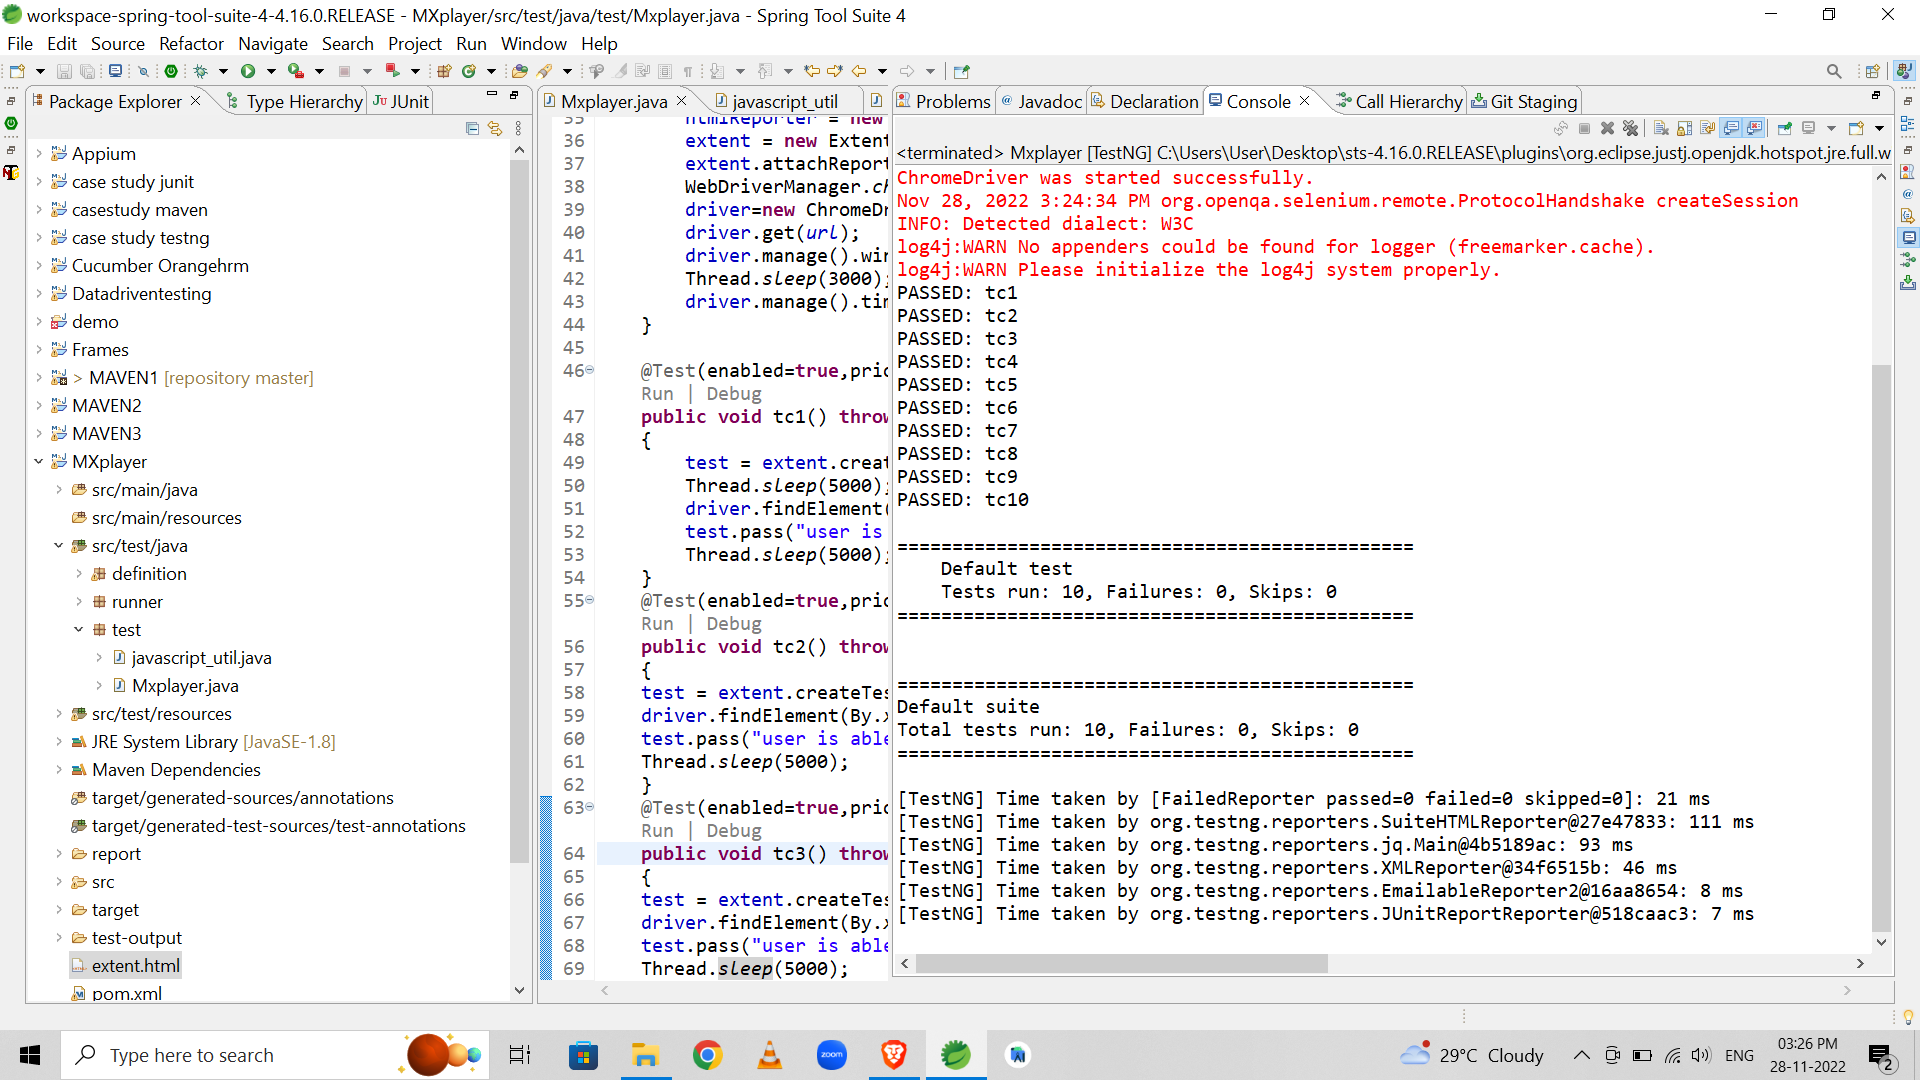 workspace-spring-tool-suite-4-4.16.0.RELEASE - MXplayer/src/test/java/test/Mxplayer.java - Spring Tool Suite 4
File Edit Source Refactor Navigate Search Project Run Window Help
Package Explorer
Type Hierarchy
JUnit
Appium
case study junit
casestudy maven
case study testng
Cucumber Orangehrm
Datadriventesting
demo
Frames
> MAVEN1 [repository master]
MAVEN2
MAVEN3
MXplayer
src/main/java
src/main/resources
src/test/java
definition
runner
test
javascript_util.java
Mxplayer.java
src/test/resources
JRE System Library [JavaSE-1.8]
Maven Dependencies
target/generated-sources/annotations
target/generated-test-sources/test-annotations
report
src
target
test-output
extent.html
pom.xml
Mxplayer.java
javascript_util
35 htmlReporter = new
36 extent = new Extent
37 extent.attachReport
38 WebDriverManager.ch
39 driver=new ChromeDr
40 driver.get(url);
41 driver.manage().win
42 Thread.sleep(3000);
43 driver.manage().tim
44 }
45
46 @Test(enabled=true,prio
Run | Debug
47 public void tc1() throw
48 {
49 test = extent.creat
50 Thread.sleep(5000);
51 driver.findElement(
52 test.pass("user is
53 Thread.sleep(5000);
54 }
55 @Test(enabled=true,prio
Run | Debug
56 public void tc2() throw
57 {
58 test = extent.createTes
59 driver.findElement(By.x
60 test.pass("user is able
61 Thread.sleep(5000);
62 }
63 @Test(enabled=true,prio
Run | Debug
64 public void tc3() throw
65 {
66 test = extent.createTes
67 driver.findElement(By.x
68 test.pass("user is able
69 Thread.sleep(5000);
Problems
Javadoc
Declaration
Console
Call Hierarchy
Git Staging
<terminated> Mxplayer [TestNG] C:\Users\User\Desktop\sts-4.16.0.RELEASE\plugins\org.eclipse.justj.openjdk.hotspot.jre.full.w
ChromeDriver was started successfully.
Nov 28, 2022 3:24:34 PM org.openqa.selenium.remote.ProtocolHandshake createSession
INFO: Detected dialect: W3C
log4j:WARN No appenders could be found for logger (freemarker.cache).
log4j:WARN Please initialize the log4j system properly.
PASSED: tc1
PASSED: tc2
PASSED: tc3
PASSED: tc4
PASSED: tc5
PASSED: tc6
PASSED: tc7
PASSED: tc8
PASSED: tc9
PASSED: tc10
===============================================
Default test
Tests run: 10, Failures: 0, Skips: 0
===============================================
===============================================
Default suite
Total tests run: 10, Failures: 0, Skips: 0
===============================================
[TestNG] Time taken by [FailedReporter passed=0 failed=0 skipped=0]: 21 ms
[TestNG] Time taken by org.testng.reporters.SuiteHTMLReporter@27e47833: 111 ms
[TestNG] Time taken by org.testng.reporters.jq.Main@4b5189ac: 93 ms
[TestNG] Time taken by org.testng.reporters.XMLReporter@34f6515b: 46 ms
[TestNG] Time taken by org.testng.reporters.EmailableReporter2@16aa8654: 8 ms
[TestNG] Time taken by org.testng.reporters.JUnitReportReporter@518caac3: 7 ms
Type here to search
zoom
29°C Cloudy
ENG
03:26 PM
28-11-2022
2